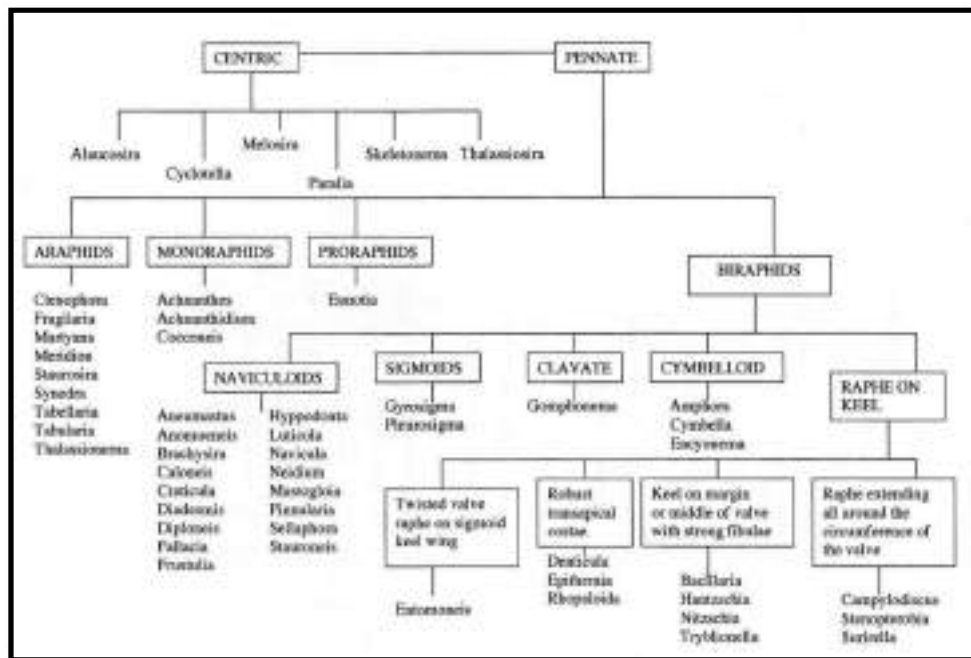 CENTRIC
PENNATE
Melosira
Skeletonema Thalassiosira
Cyclotella
Paralia
ARAPHIDS
MONORAPHIDS
PRORAPHIDS
BIRAPHIDS
Ctenophora
Fragilaria
Martyana
Meridion
Staurosira
Synedra
Tabellaria
Tabularia
Thalassionema
Achnanthes
Achnanthidium
Cocconeis
Eunotia
NAVICULOIDS
SIGMOIDS
CLAVATE
CYMBELLOID
RAPHE ON
KEEL
Aneumastus
Anomoeneis
Brachysira
Caloneis
Craticula
Diadesmis
Diploneis
Fallacia
Frustulia
Luticola
Navicula
Neidium
Pinnularia
Sellaphora
Stauroneis
Gyrosigma
Pleurosigma
Gomphonema
Amphora
Cymbella
Encyonema
Twisted valve
raphe on sigmoid
keel wing
Robust
transapical
costae
Keel on margin
or middle of valve
with strong fibulae
Raphe extending
all around the
circumference of
the valve
Entomoneis
Denticula
Epithemia
Bacillaria
Hantzschia
Nitzschia
Tryblionella
Campylodiscus
Stenopterobia
Surirella